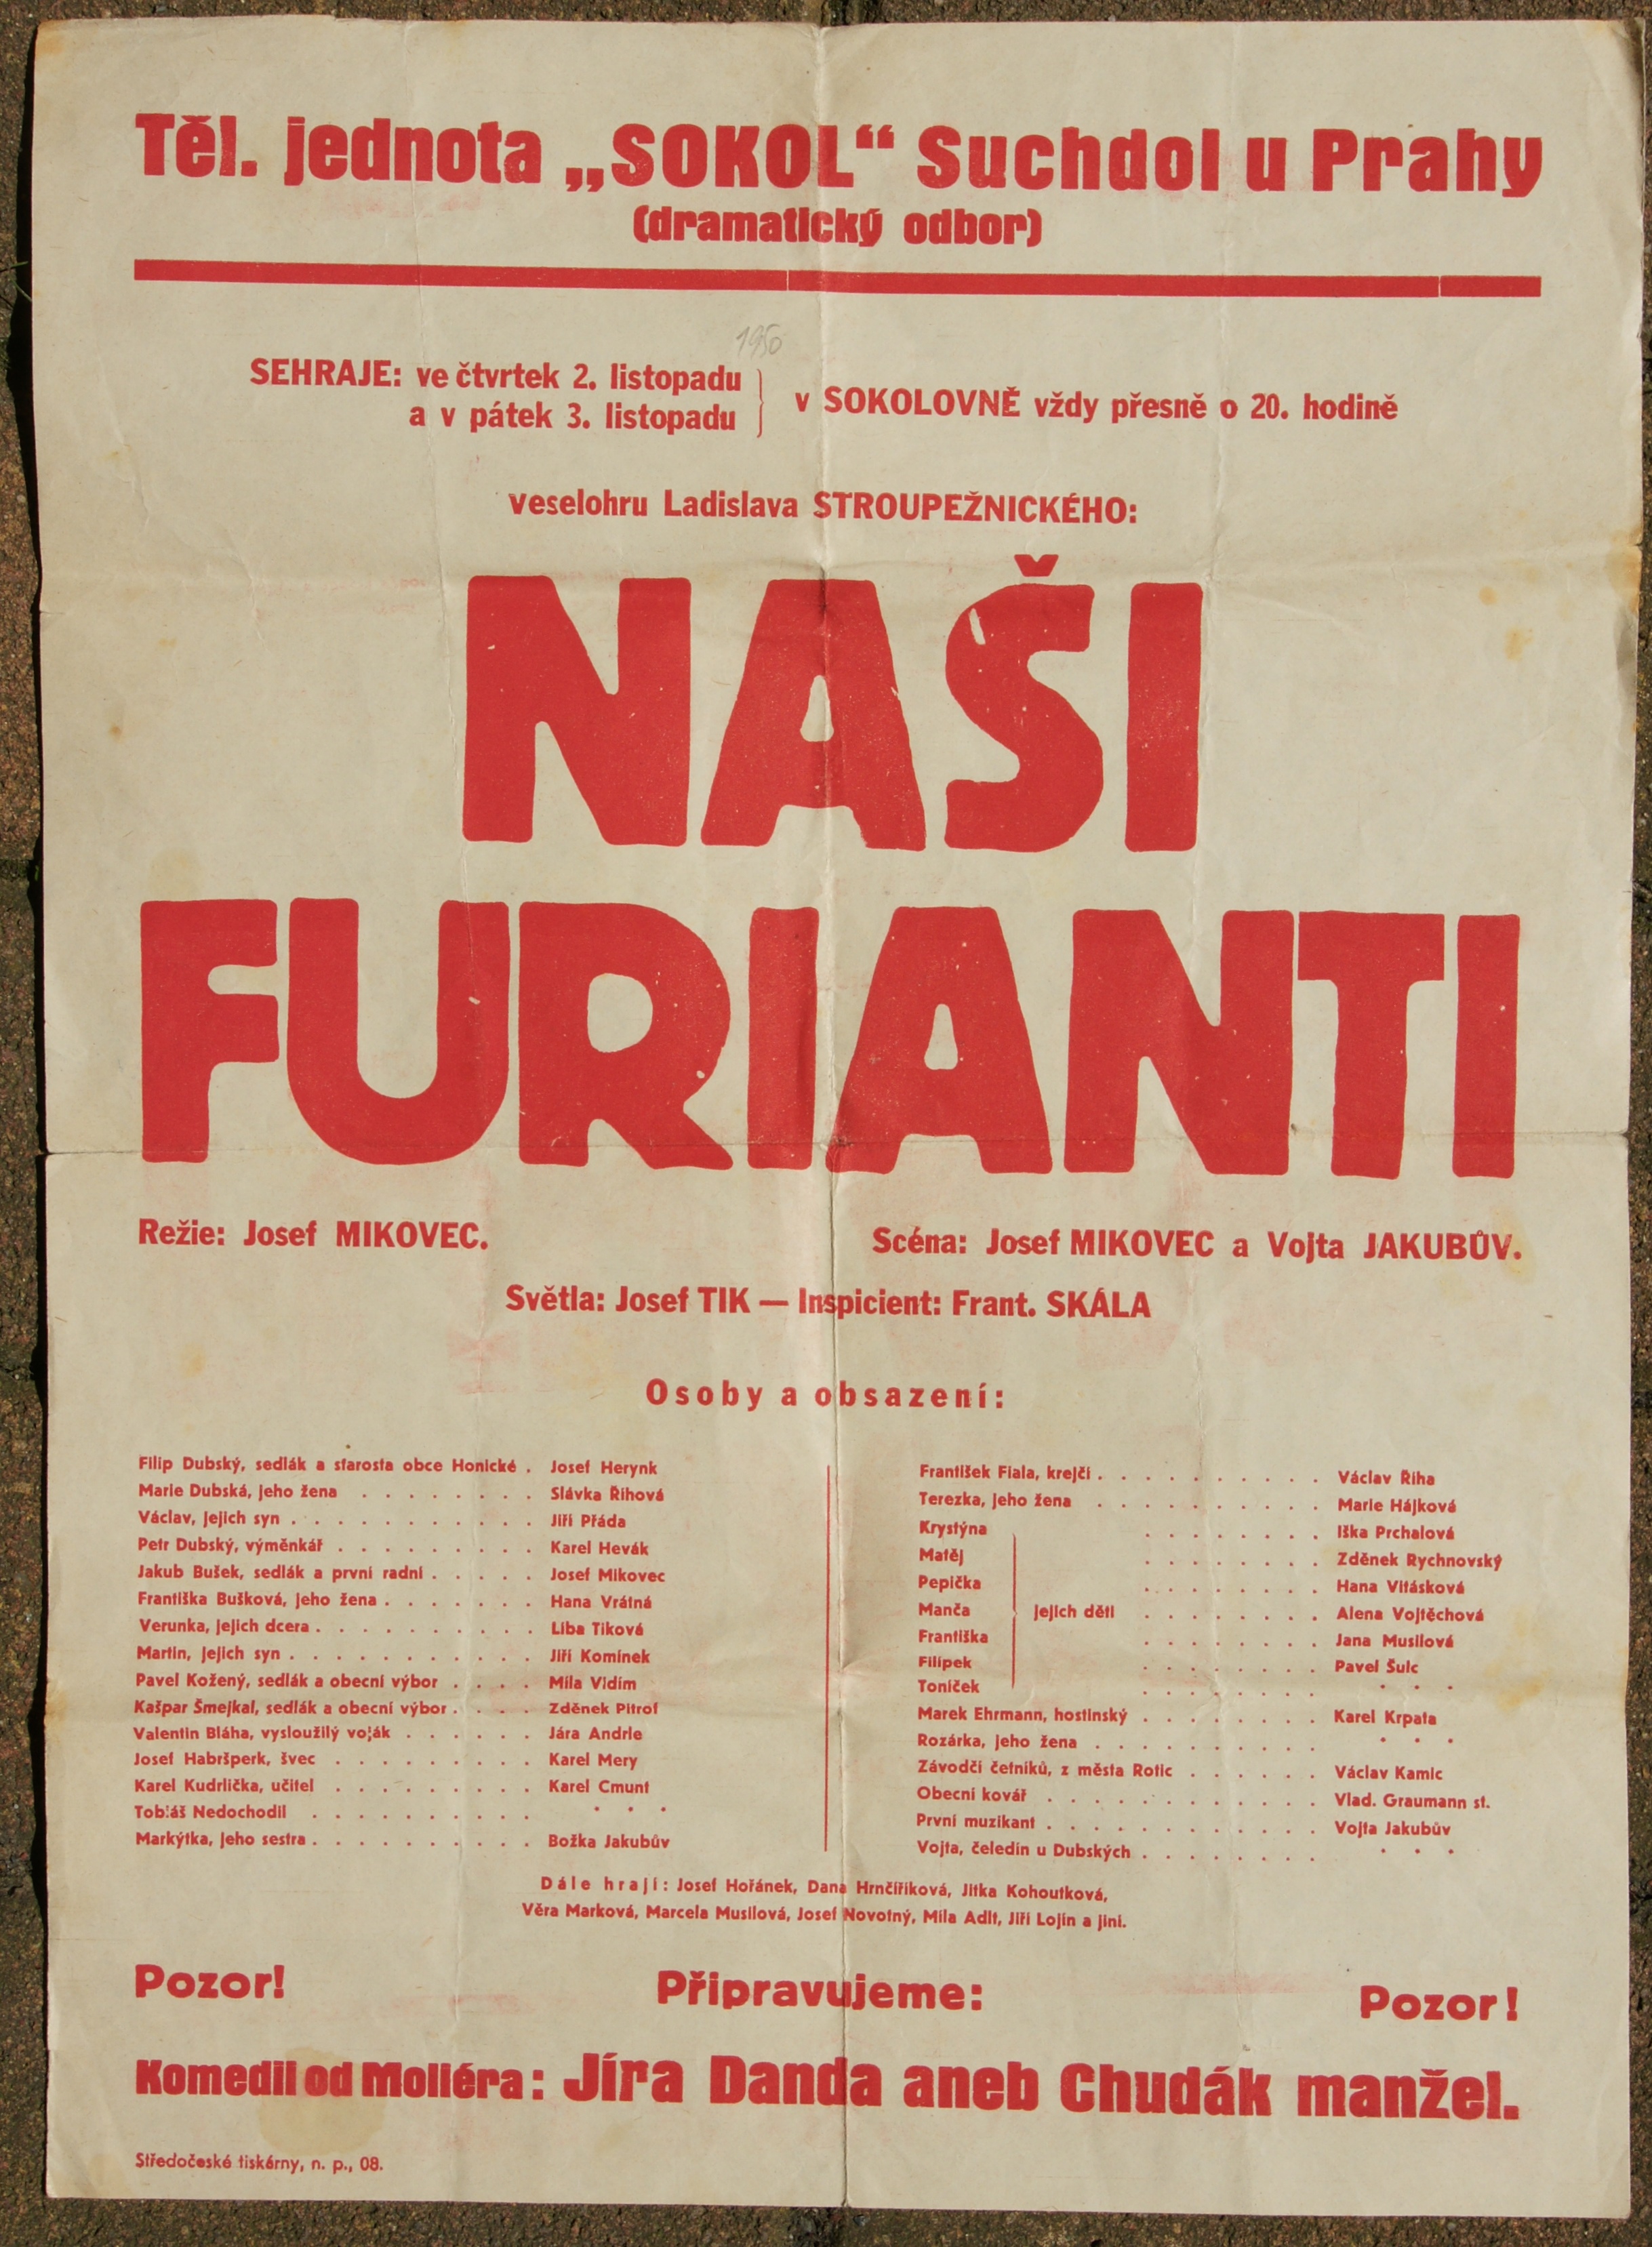 Těl. jednota „SOKOL“ Suchdol u Prahy
(dramatický odbor)
1950
SEHRAJE: ve čtvrtek 2. listopadu
a v pátek 3. listopadu
v SOKOLOVNĚ vždy přesně o 20. hodině
veselohru Ladislava STROUPEŽNICKÉHO:
NAŠI
FURIANTI
Režie: Josef MIKOVEC.
Scéna: Josef MIKOVEC a Vojta JAKUBŮV.
Světla: Josef TIK — Inspicient: Frant. SKÁLA
Osoby a obsazení:
Filip Dubský, sedlák a starosta obce Honické . Josef Herynk
Marie Dubská, jeho žena . . . . . . . . Slávka Říhová
Václav, jejich syn . . . . . . . . . . . Jiří Přáda
Petr Dubský, výměnkář . . . . . . . . . Karel Hevák
Jakub Bušek, sedlák a první radní . . . . . Josef Mikovec
Františka Bušková, jeho žena . . . . . . . Hana Vrátná
Verunka, jejich dcera . . . . . . . . . . Liba Tiková
Martin, jejich syn . . . . . . . . . . . Jiří Komínek
Pavel Kožený, sedlák a obecní výbor . . . . Míla Vidím
Kašpar Šmejkal, sedlák a obecní výbor . . . . Zděnek Pitrof
Valentin Bláha, vysloužilý voják . . . . . . Jára Andrle
Josef Habršperk, švec . . . . . . . . . Karel Mery
Karel Kudrlička, učitel . . . . . . . . . Karel Cmunt
Tobiáš Nedochodil . . . . . . . . . . . . .
Markýtka, jeho sestra . . . . . . . . . . Božka Jakubův
František Fiala, krejčí . . . . . . . . . . Václav Říha
Terezka, jeho žena . . . . . . . . . . Marie Hájková
Krystýna . . . . . . . . Iška Prchalová
Matěj . . . . . . . . Zděnek Rychnovský
Pepička . . . . . . . . Hana Vitásková
Manča jejich děti . . . . . . . . Alena Vojtěchová
Františka . . . . . . . . Jana Musilová
Filípek . . . . . . . . Pavel Šulc
Toníček . . . . . . . . . . .
Marek Ehrmann, hostinský . . . . . . . . Karel Krpata
Rozárka, jeho žena . . . . . . . . . . . . .
Závodčí četníků, z města Rotic . . . . . . Václav Kamic
Obecní kovář . . . . . . . . . . . . Vlad. Graumann st.
První muzikant . . . . . . . . . . . . Vojta Jakubův
Vojta, čeledín u Dubských . . . . . . . . . . .
Dále hrají: Josef Hořánek, Dana Hrnčiříková, Jitka Kohoutková,
Věra Marková, Marcela Musilová, Josef Novotný, Míla Adlt, Jiří Lojín a jiní.
Pozor! Připravujeme: Pozor!
Komedii od Moliéra: Jíra Danda aneb Chudák manžel.
Středočeské tiskárny, n. p., 08.